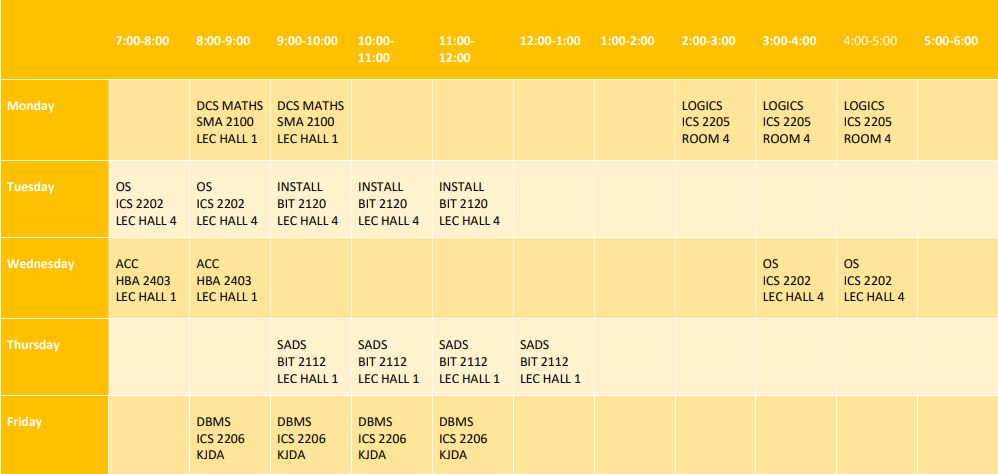 7:00-8:00 8:00-9:00 9:00-10:00 10:00- 11:00- 12:00-1:00 1:00-2:00 2:00-3:00 3:00-4:00 4:00-5:00 5:00-6:00
11:00 12:00
Monday DCS MATHS DCS MATHS LOGICS LOGICS LOGICS
SMA 2100 SMA 2100 ICS 2205 ICS 2205 ICS 2205
LEC HALL 1 LEC HALL 1 ROOM 4 ROOM 4 ROOM 4
Tuesday OS OS INSTALL INSTALL INSTALL
ICS 2202 ICS 2202 BIT 2120 BIT 2120 BIT 2120
LEC HALL 4 LEC HALL 4 LEC HALL 4 LEC HALL 4 LEC HALL 4
Wednesday ACC ACC OS OS
HBA 2403 HBA 2403 ICS 2202 ICS 2202
LEC HALL 1 LEC HALL 1 LEC HALL 4 LEC HALL 4
Thursday SADS SADS SADS SADS
BIT 2112 BIT 2112 BIT 2112 BIT 2112
LEC HALL 1 LEC HALL 1 LEC HALL 1 LEC HALL 1
Friday DBMS DBMS DBMS DBMS
ICS 2206 ICS 2206 ICS 2206 ICS 2206
KJDA KJDA KJDA KJDA